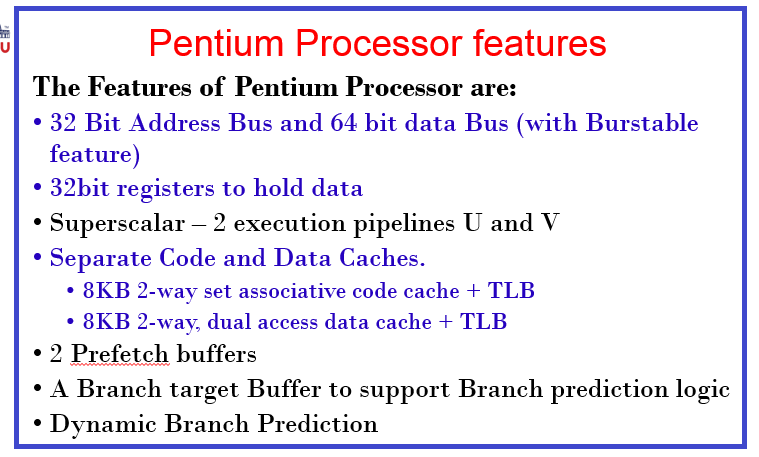 U
Pentium Processor features
The Features of Pentium Processor are:
• 32 Bit Address Bus and 64 bit data Bus (with Burstable
feature)
• 32bit registers to hold data
• Superscalar – 2 execution pipelines U and V
• Separate Code and Data Caches.
• 8KB 2-way set associative code cache + TLB
• 8KB 2-way, dual access data cache + TLB
• 2 Prefetch buffers
• A Branch target Buffer to support Branch prediction logic
• Dynamic Branch Prediction